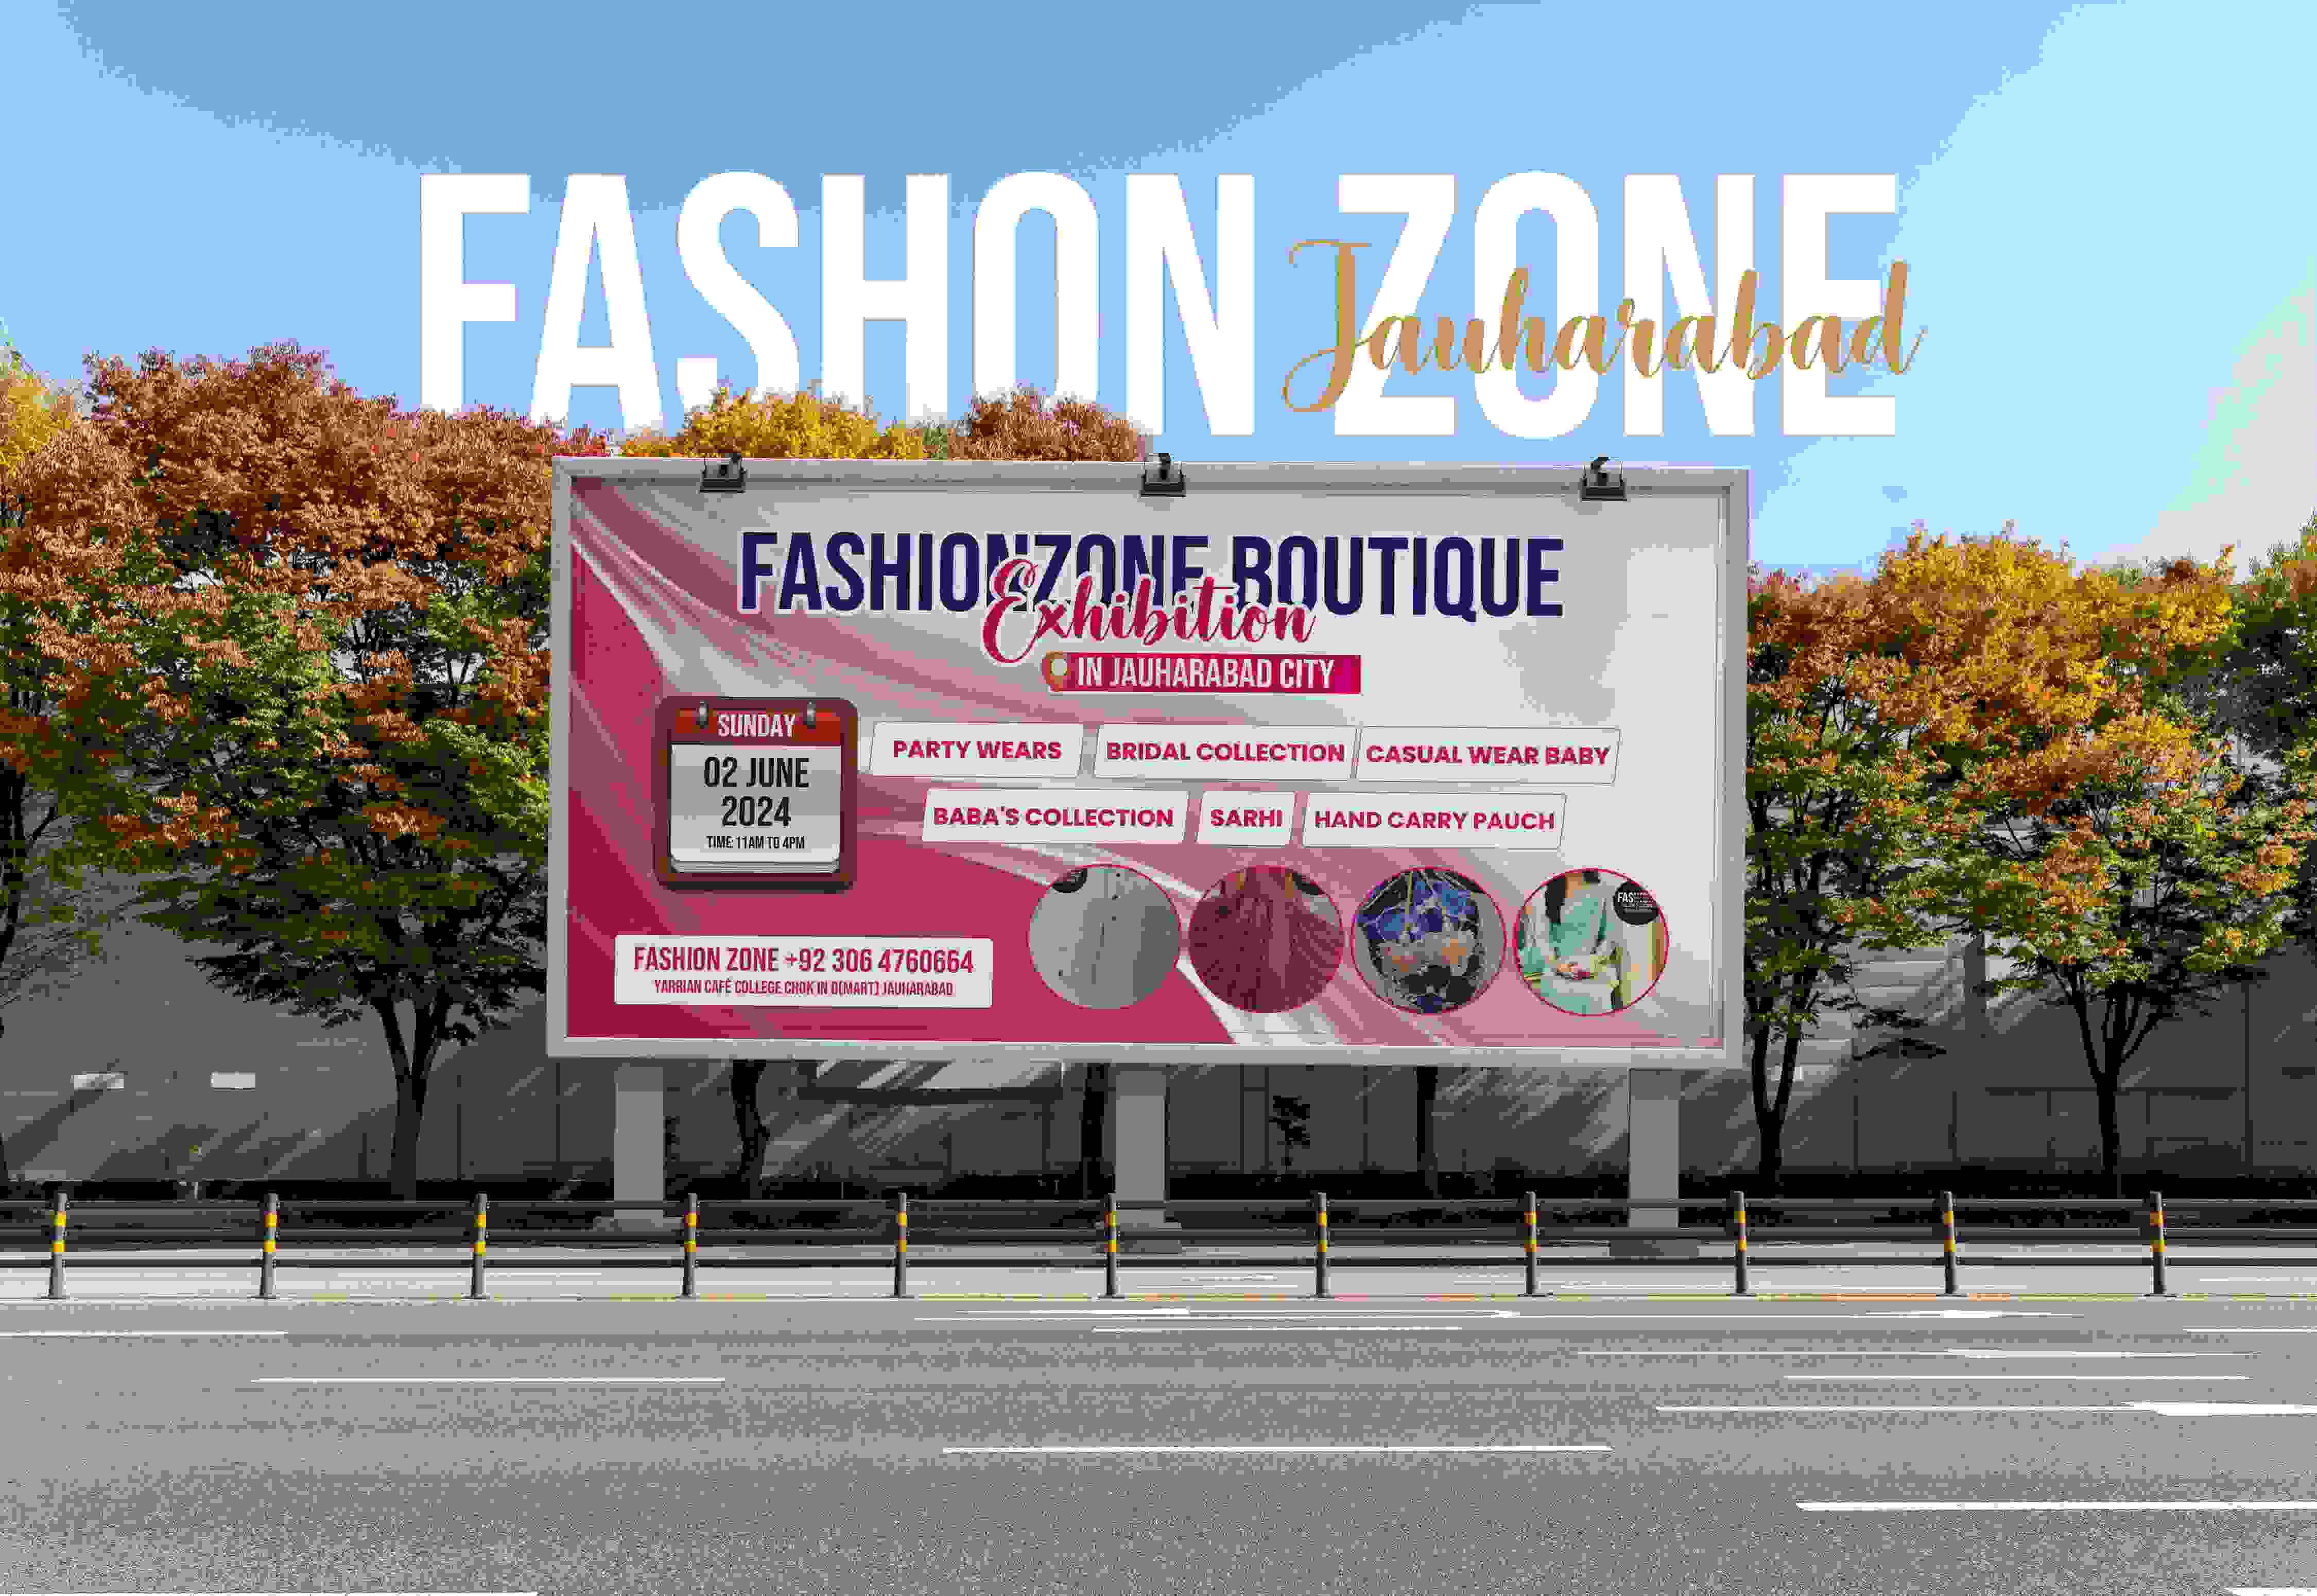 FASHON ZONE
Jauharabad
FASHIONZONE BOUTIQUE
Exhibition
IN JAUHARABAD CITY
SUNDAY
02 JUNE
2024
TIME:11AM TO 4PM
PARTY WEARS
BRIDAL COLLECTION
CASUAL WEAR BABY
BABA'S COLLECTION
SARHI
HAND CARRY PAUCH
FASHION ZONE +92 306 4760664
YARRIAN CAFÉ COLLEGE CHOK IN D(MART) JAUHARABAD
FAS